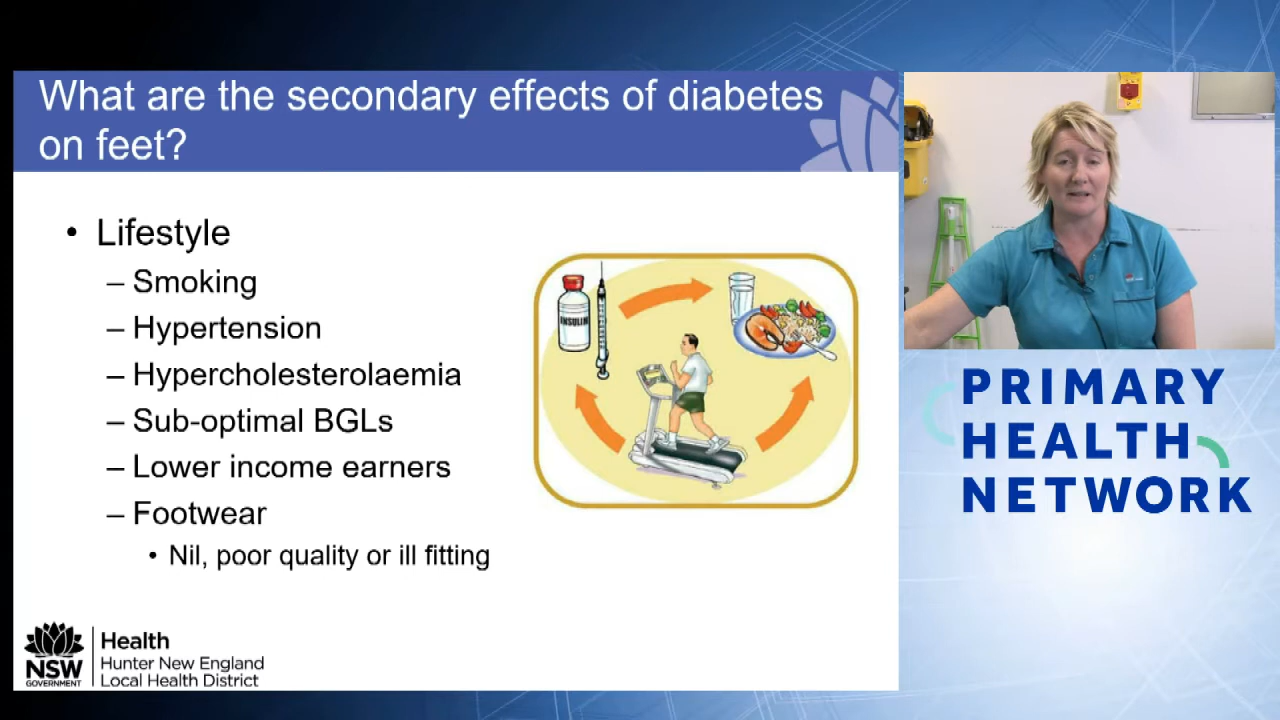 What are the secondary effects of diabetes
on feet?
• Lifestyle
– Smoking
– Hypertension
– Hypercholesterolaemia
– Sub-optimal BGLs
– Lower income earners
– Footwear
• Nil, poor quality or ill fitting
INSULIN
NSW
GOVERNMENT
Health
Hunter New England
Local Health District
PRIMARY
HEALTH
NETWORK